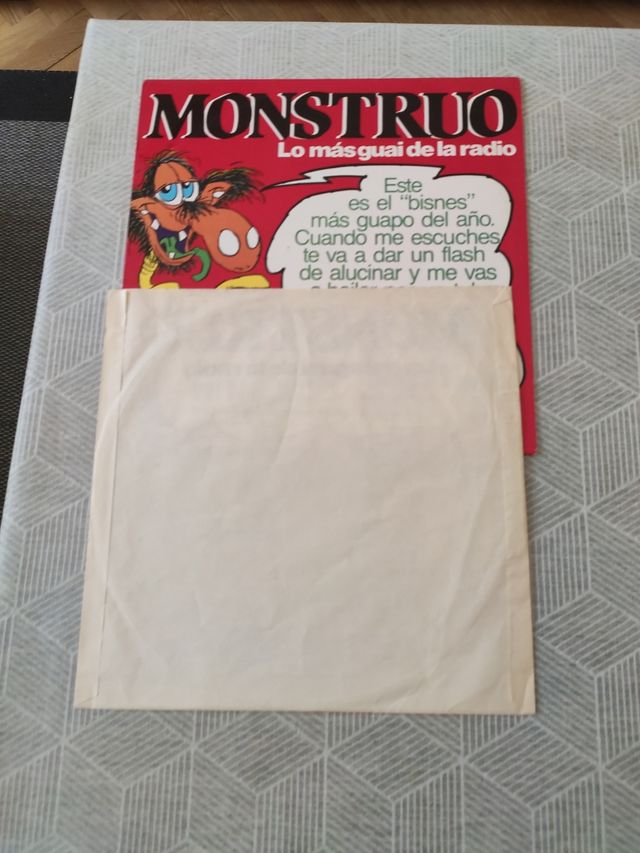 MONSTRUO
Lo más guai de la radio
Este
es el "bisnes"
más guapo del año.
Cuando me escuches
te va a dar un flash
de alucinar y me vas